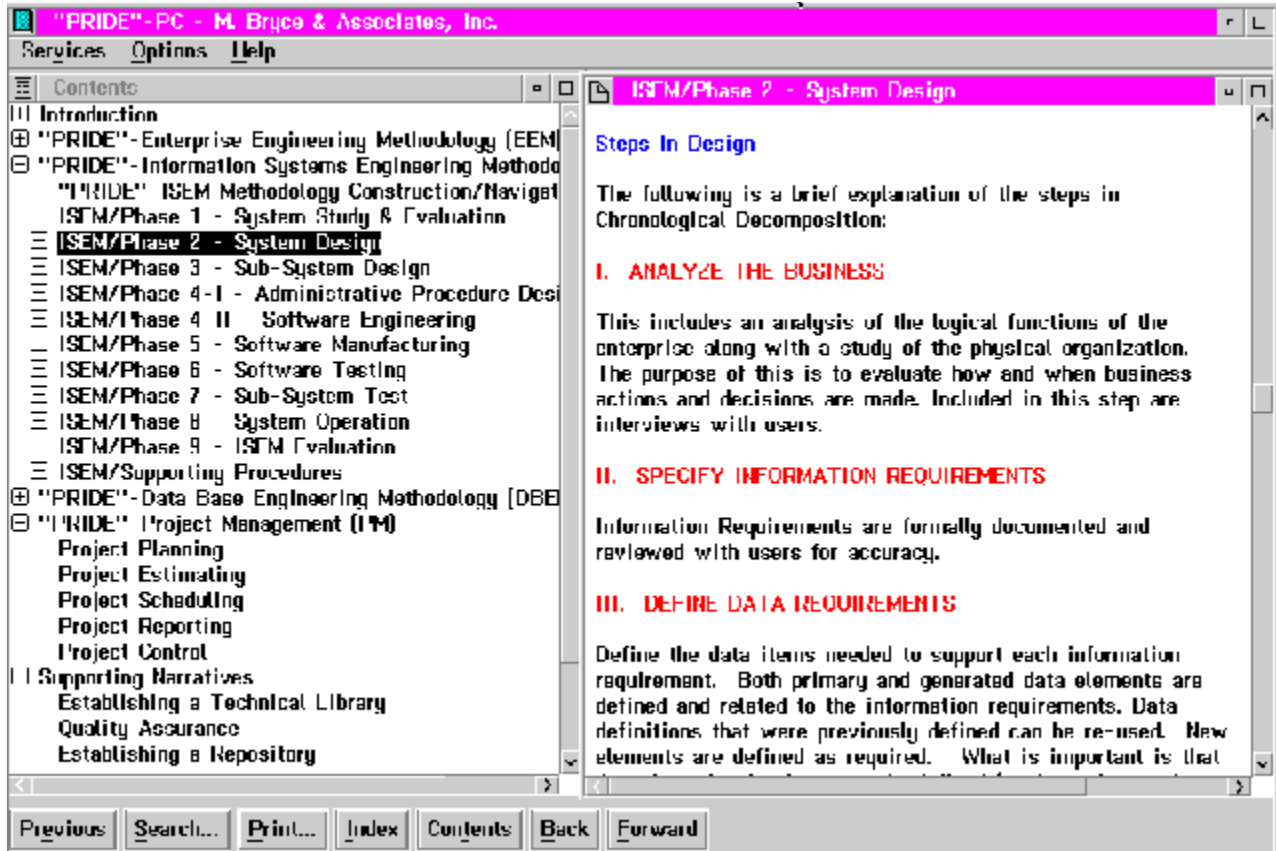 "PRIDE"-PC - M. Bryce & Associates, Inc.
Services Options Help
Contents
Introduction
"PRIDE"-Enterprise Engineering Methodology (EEM
"PRIDE"-Information Systems Engineering Methodo
"PRIDE" ISEM Methodology Construction/Navigat
ISEM/Phase 1 - System Study & Evaluation
ISEM/Phase 2 - System Design
ISEM/Phase 3 - Sub-System Design
ISEM/Phase 4-I - Administrative Procedure Desi
ISEM/Phase 4 II Software Engineering
ISEM/Phase 5 - Software Manufacturing
ISEM/Phase 6 - Software Testing
ISEM/Phase 7 - Sub-System Test
ISEM/Phase 8 System Operation
ISEM/Phase 9 - ISEM Evaluation
ISEM/Supporting Procedures
"PRIDE"-Data Base Engineering Methodology (DBE
"PRIDE" Project Management (PM)
Project Planning
Project Estimating
Project Scheduling
Project Reporting
Project Control
Supporting Narratives
Establishing a Technical Library
Quality Assurance
Establishing a Repository
ISEM/Phase 2 - System Design
Steps In Design
The following is a brief explanation of the steps in
Chronological Decomposition:
I. ANALYZE THE BUSINESS
This includes an analysis of the logical functions of the
enterprise along with a study of the physical organization.
The purpose of this is to evaluate how and when business
actions and decisions are made. Included in this step are
interviews with users.
II. SPECIFY INFORMATION REQUIREMENTS
Information Requirements are formally documented and
reviewed with users for accuracy.
III. DEFINE DATA REQUIREMENTS
Define the data items needed to support each information
requirement. Both primary and generated data elements are
defined and related to the information requirements. Data
definitions that were previously defined can be re-used. New
elements are defined as required. What is important is that
Previous Search... Print... Index Contents Back Forward